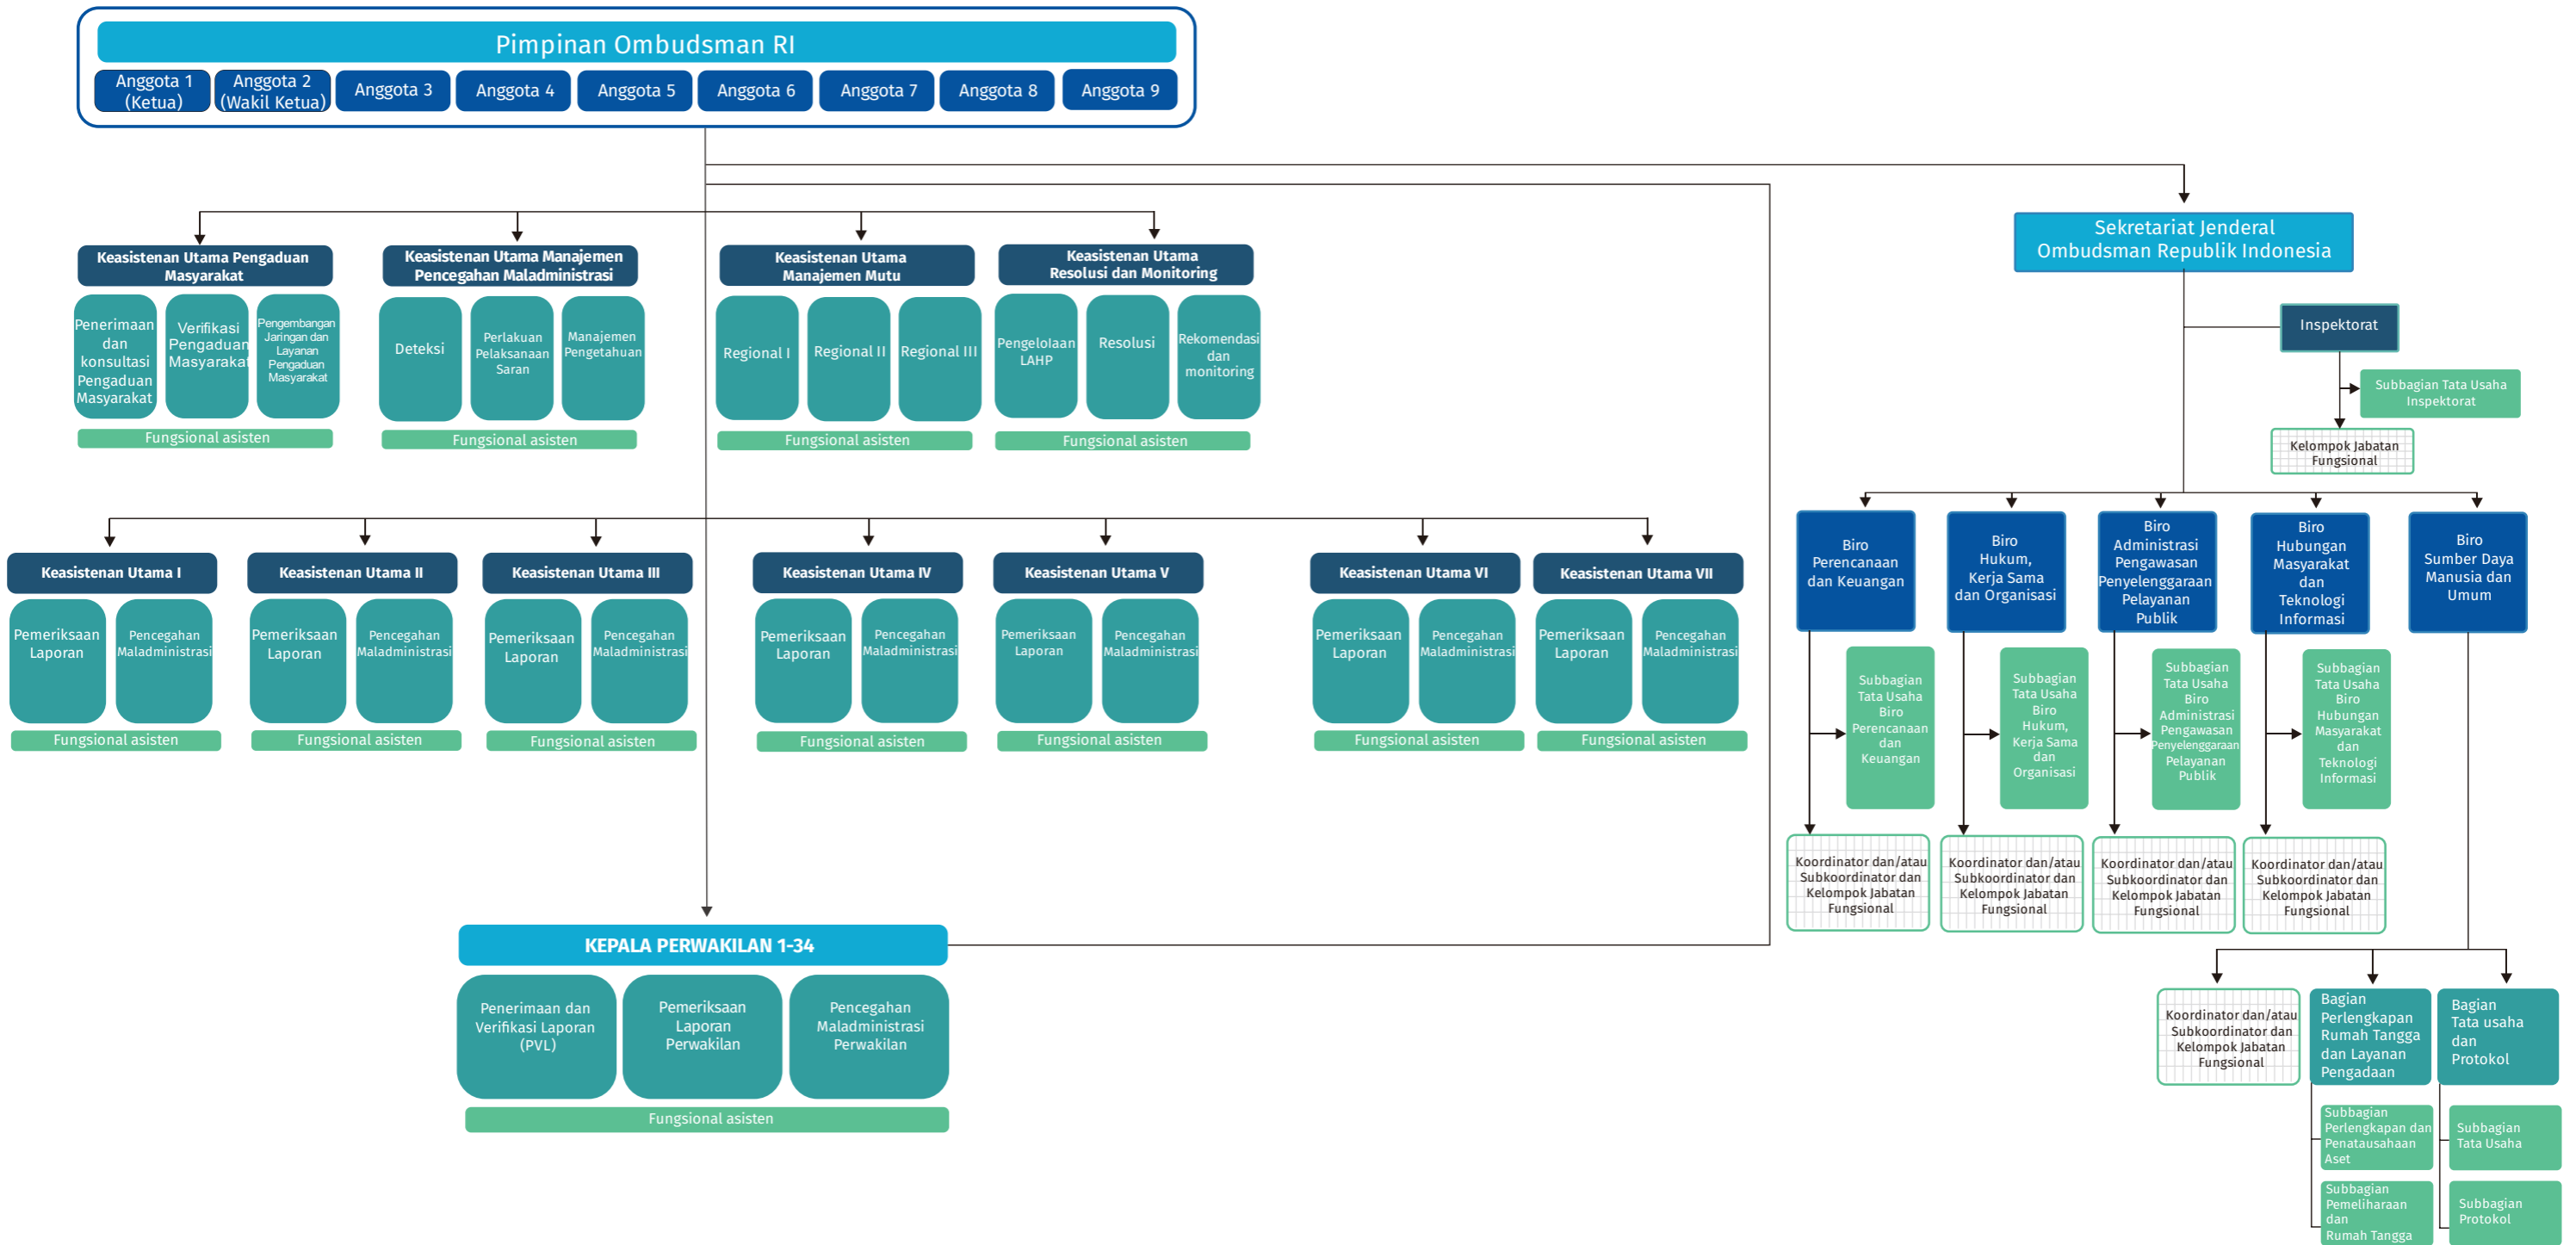 Pimpinan Ombudsman RI
Anggota 1
(Ketua)
Anggota 2
(Wakil Ketua)
Anggota 3
Anggota 4
Anggota 5
Anggota 6
Anggota 7
Anggota 8
Anggota 9
Keasistenan Utama Pengaduan
Masyarakat
Penerimaan
dan
konsultasi
Pengaduan
Masyarakat
Verifikasi
Pengaduan
Masyarakat
Pengembangan
Jaringan dan
Layanan
Pengaduan
Masyarakat
Fungsional asisten
Keasistenan Utama Manajemen
Pencegahan Maladministrasi
Deteksi
Perlakuan
Pelaksanaan
Saran
Manajemen
Pengetahuan
Fungsional asisten
Keasistenan Utama
Manajemen Mutu
Regional I
Regional II
Regional III
Fungsional asisten
Keasistenan Utama
Resolusi dan Monitoring
Pengelolaan
LAHP
Resolusi
Rekomendasi
dan
monitoring
Fungsional asisten
Keasistenan Utama I
Pemeriksaan
Laporan
Pencegahan
Maladministrasi
Fungsional asisten
Keasistenan Utama II
Pemeriksaan
Laporan
Pencegahan
Maladministrasi
Fungsional asisten
Keasistenan Utama III
Pemeriksaan
Laporan
Pencegahan
Maladministrasi
Fungsional asisten
Keasistenan Utama IV
Pemeriksaan
Laporan
Pencegahan
Maladministrasi
Fungsional asisten
Keasistenan Utama V
Pemeriksaan
Laporan
Pencegahan
Maladministrasi
Fungsional asisten
Keasistenan Utama VI
Pemeriksaan
Laporan
Pencegahan
Maladministrasi
Fungsional asisten
Keasistenan Utama VII
Pemeriksaan
Laporan
Pencegahan
Maladministrasi
Fungsional asisten
KEPALA PERWAKILAN 1-34
Penerimaan dan
Verifikasi Laporan
(PVL)
Pemeriksaan
Laporan
Perwakilan
Pencegahan
Maladministrasi
Perwakilan
Fungsional asisten
Sekretariat Jenderal
Ombudsman Republik Indonesia
Inspektorat
Subbagian Tata Usaha
Inspektorat
Kelompok Jabatan
Fungsional
Biro
Perencanaan
dan Keuangan
Biro
Hukum,
Kerja Sama
dan Organisasi
Biro
Administrasi
Pengawasan
Penyelenggaraan
Pelayanan
Publik
Biro
Hubungan
Masyarakat
dan
Teknologi
Informasi
Biro
Sumber Daya
Manusia dan
Umum
Subbagian
Tata Usaha
Biro
Perencanaan
dan
Keuangan
Subbagian
Tata Usaha
Biro
Hukum,
Kerja Sama
dan
Organisasi
Subbagian
Tata Usaha
Biro
Administrasi
Pengawasan
Penyelenggaraan
Pelayanan
Publik
Subbagian
Tata Usaha
Biro
Hubungan
Masyarakat
dan
Teknologi
Informasi
Koordinator dan/atau
Subkoordinator dan
Kelompok Jabatan
Fungsional
Koordinator dan/atau
Subkoordinator dan
Kelompok Jabatan
Fungsional
Koordinator dan/atau
Subkoordinator dan
Kelompok Jabatan
Fungsional
Koordinator dan/atau
Subkoordinator dan
Kelompok Jabatan
Fungsional
Koordinator dan/atau
Subkoordinator dan
Kelompok Jabatan
Fungsional
Bagian
Perlengkapan
Rumah Tangga
dan Layanan
Pengadaan
Bagian
Tata usaha
dan
Protokol
Subbagian
Perlengkapan dan
Penatausahaan
Aset
Subbagian
Tata Usaha
Subbagian
Pemeliharaan
dan
Rumah Tangga
Subbagian
Protokol